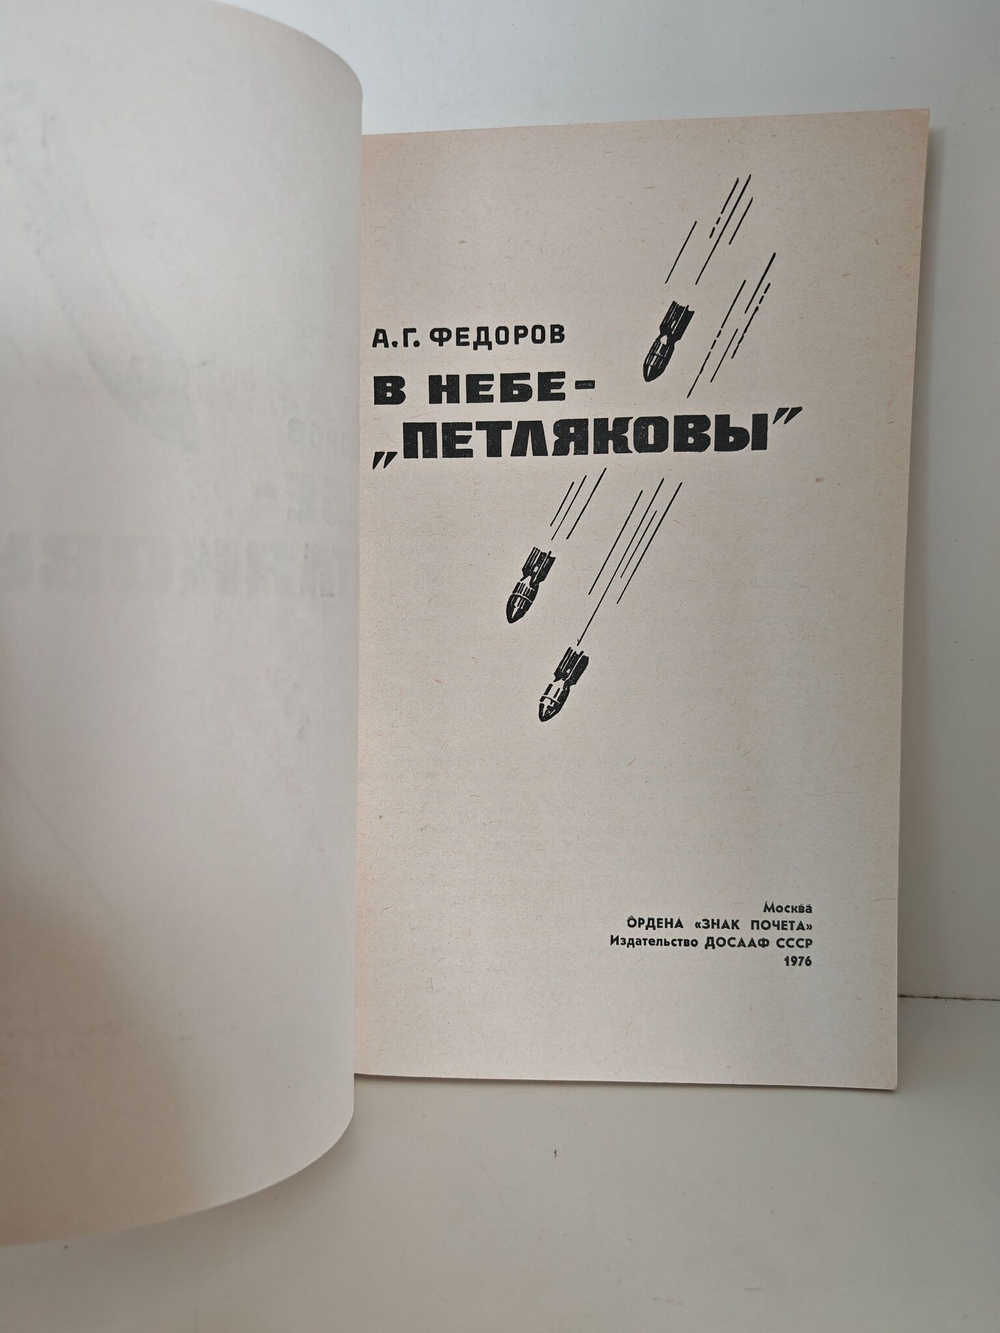 А.Г. ФЕДОРОВ
В НЕБЕ-
„ПЕТЛЯКОВЫ”
Москва
ОРДЕНА «ЗНАК ПОЧЕТА»
Издательство ДОСААФ СССР
1976